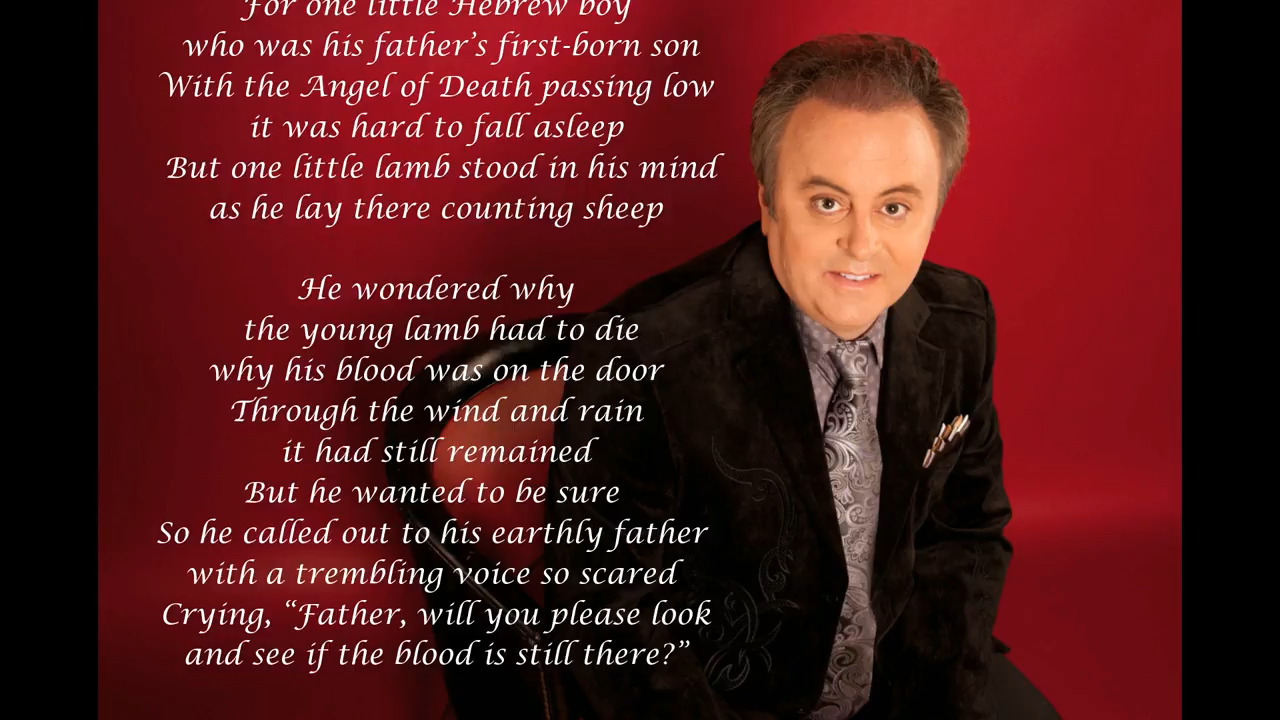 For one little Hebrew boy
who was his father's first-born son
With the Angel of Death passing low
it was hard to fall asleep
But one little lamb stood in his mind
as he lay there counting sheep
He wondered why
the young lamb had to die
why his blood was on the door
Through the wind and rain
it had still remained
But he wanted to be sure
So he called out to his earthly father
with a trembling voice so scared
Crying, “Father, will you please look
and see if the blood is still there?”